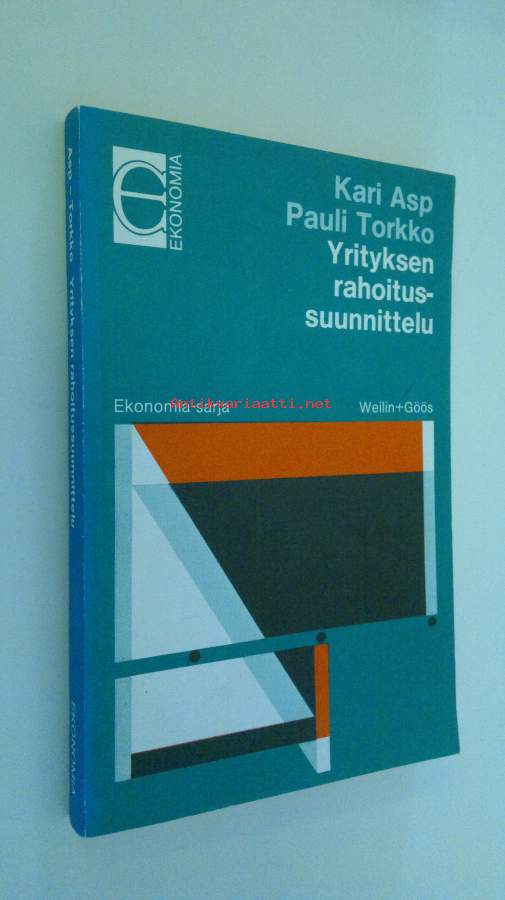 EKONOMIA
Kari Asp
Pauli Torkko
Yrityksen
rahoitus-
suunnittelu
Ekonomia-sarja
Weilin+Göös
antikvariaatti.net
Asp - Torkko Yrityksen rahoitussuunnittelu
EKONOMIA